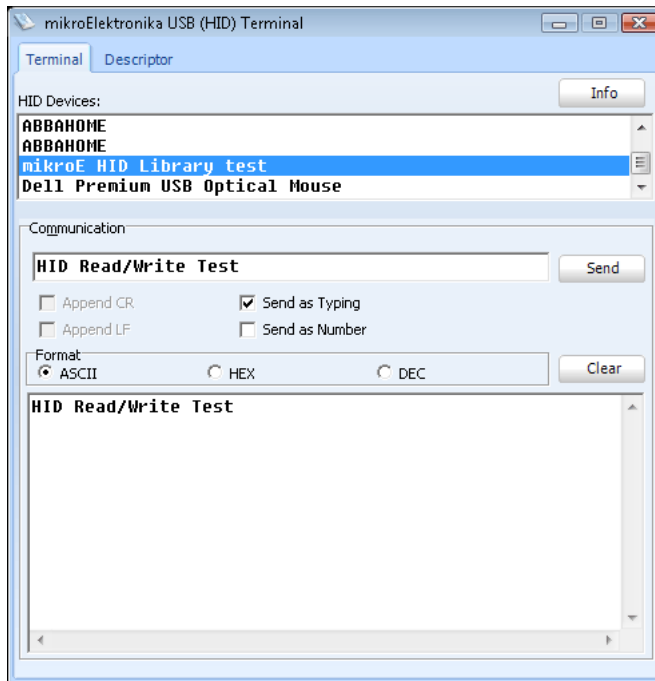 mikroElektronika USB (HID) Terminal
Terminal Descriptor
Info
HID Devices:
ABBAHOME
ABBAHOME
mikroE HID Library test
Dell Premium USB Optical Mouse
Communication
HID Read/Write Test
Send
Append CR
Send as Typing
Append LF
Send as Number
Format
ASCII HEX DEC
Clear
HID Read/Write Test